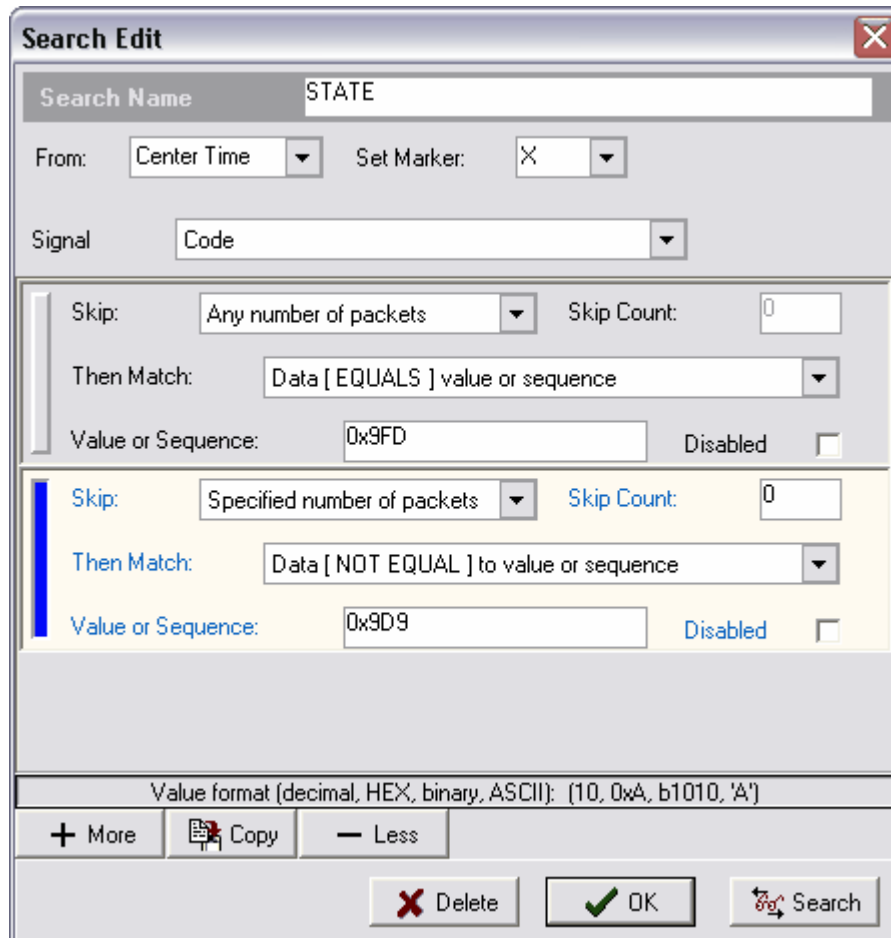 Search Edit
Search Name STATE
From: Center Time Set Marker: X
Signal Code
Skip: Any number of packets Skip Count: 0
Then Match: Data [ EQUALS ] value or sequence
Value or Sequence: 0x9FD Disabled
Skip: Specified number of packets Skip Count: 0
Then Match: Data [ NOT EQUAL ] to value or sequence
Value or Sequence: 0x9D9 Disabled
Value format (decimal, HEX, binary, ASCII): (10, 0xA, b1010, 'A')
+ More Copy − Less
Delete OK Search